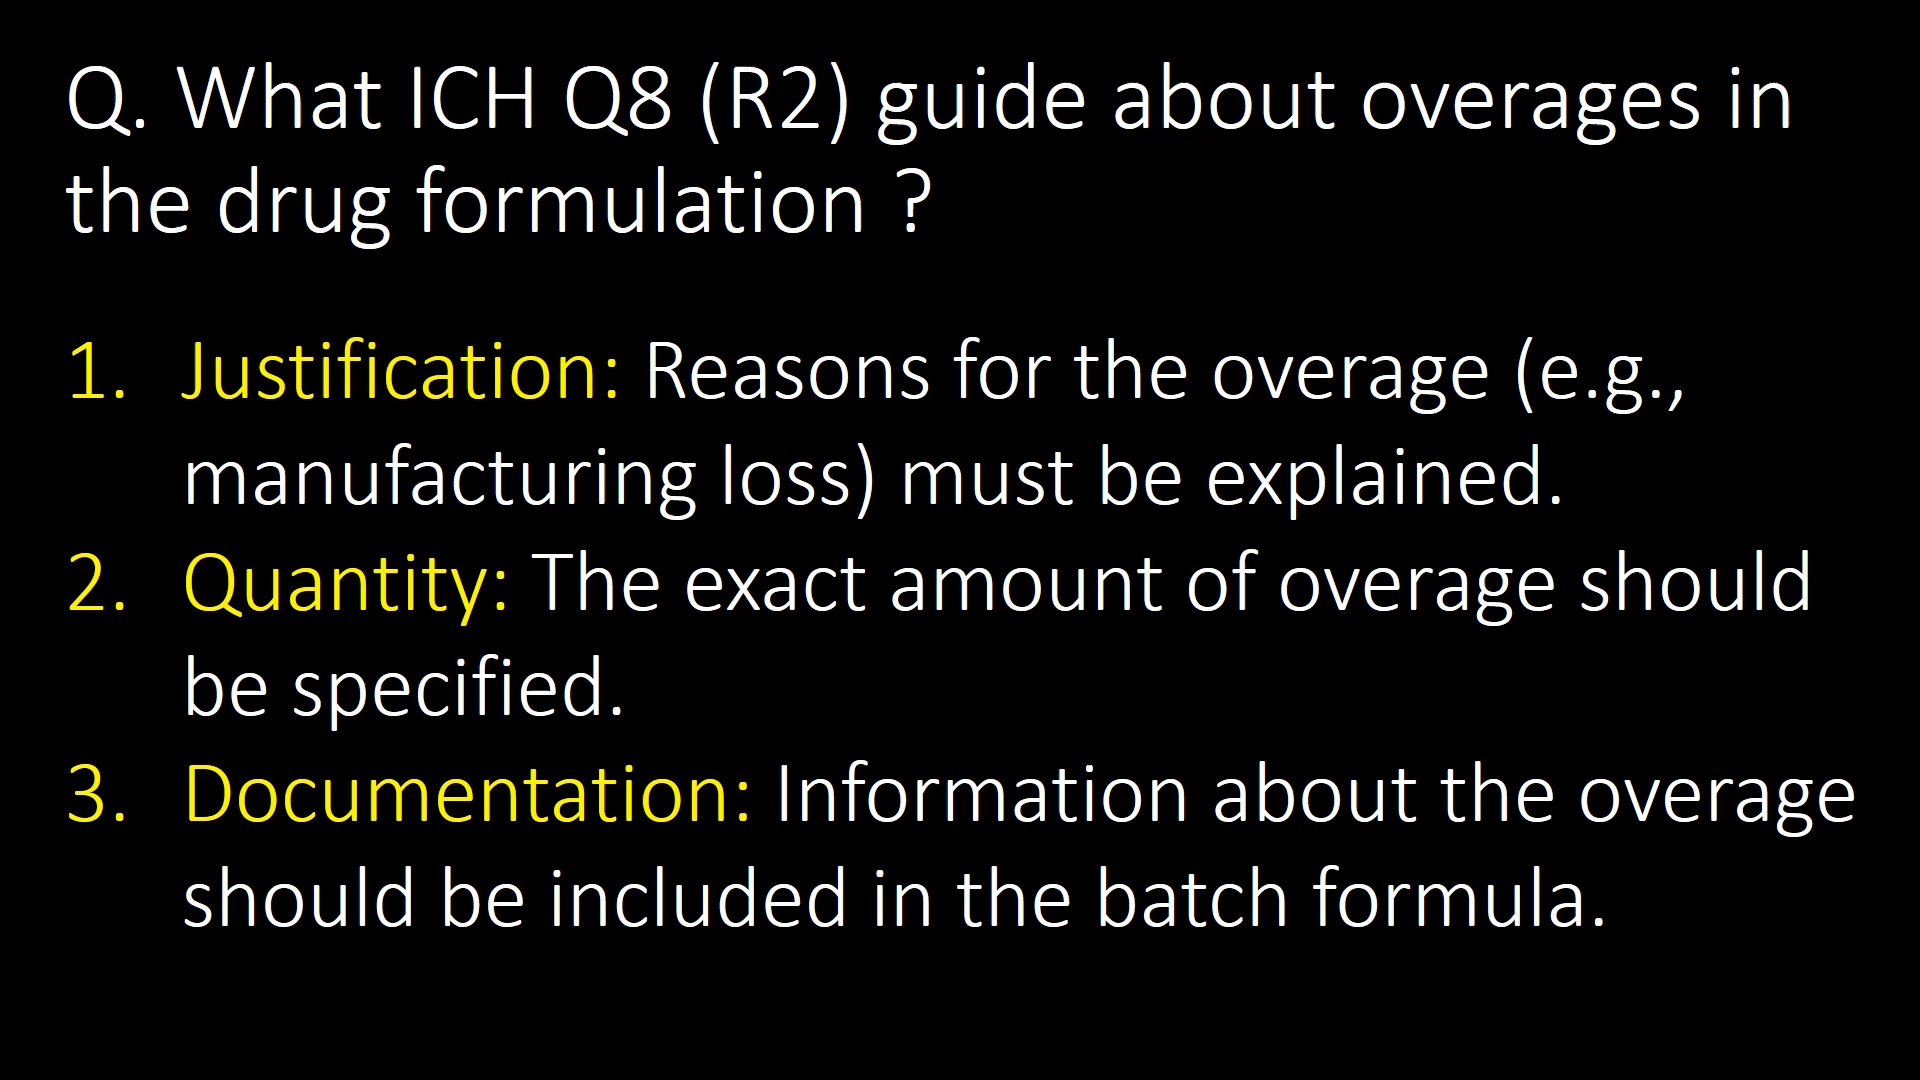 Q. What ICH Q8 (R2) guide about overages in
the drug formulation ?
1. Justification: Reasons for the overage (e.g.,
manufacturing loss) must be explained.
2. Quantity: The exact amount of overage should
be specified.
3. Documentation: Information about the overage
should be included in the batch formula.